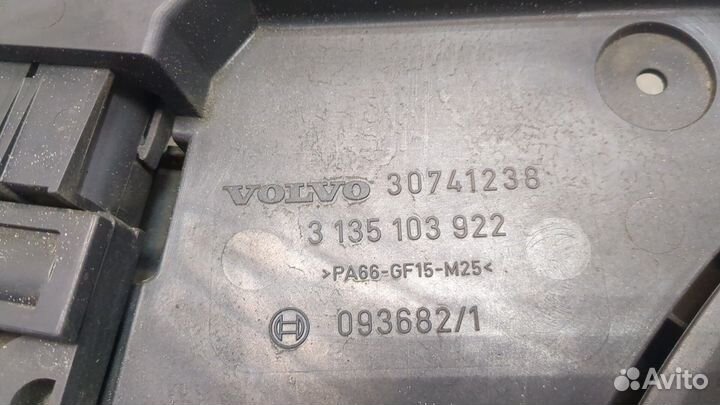 VOLVO 30741238
3 135 103 922
>PA66-GF15-M25<
093682/1
Avito